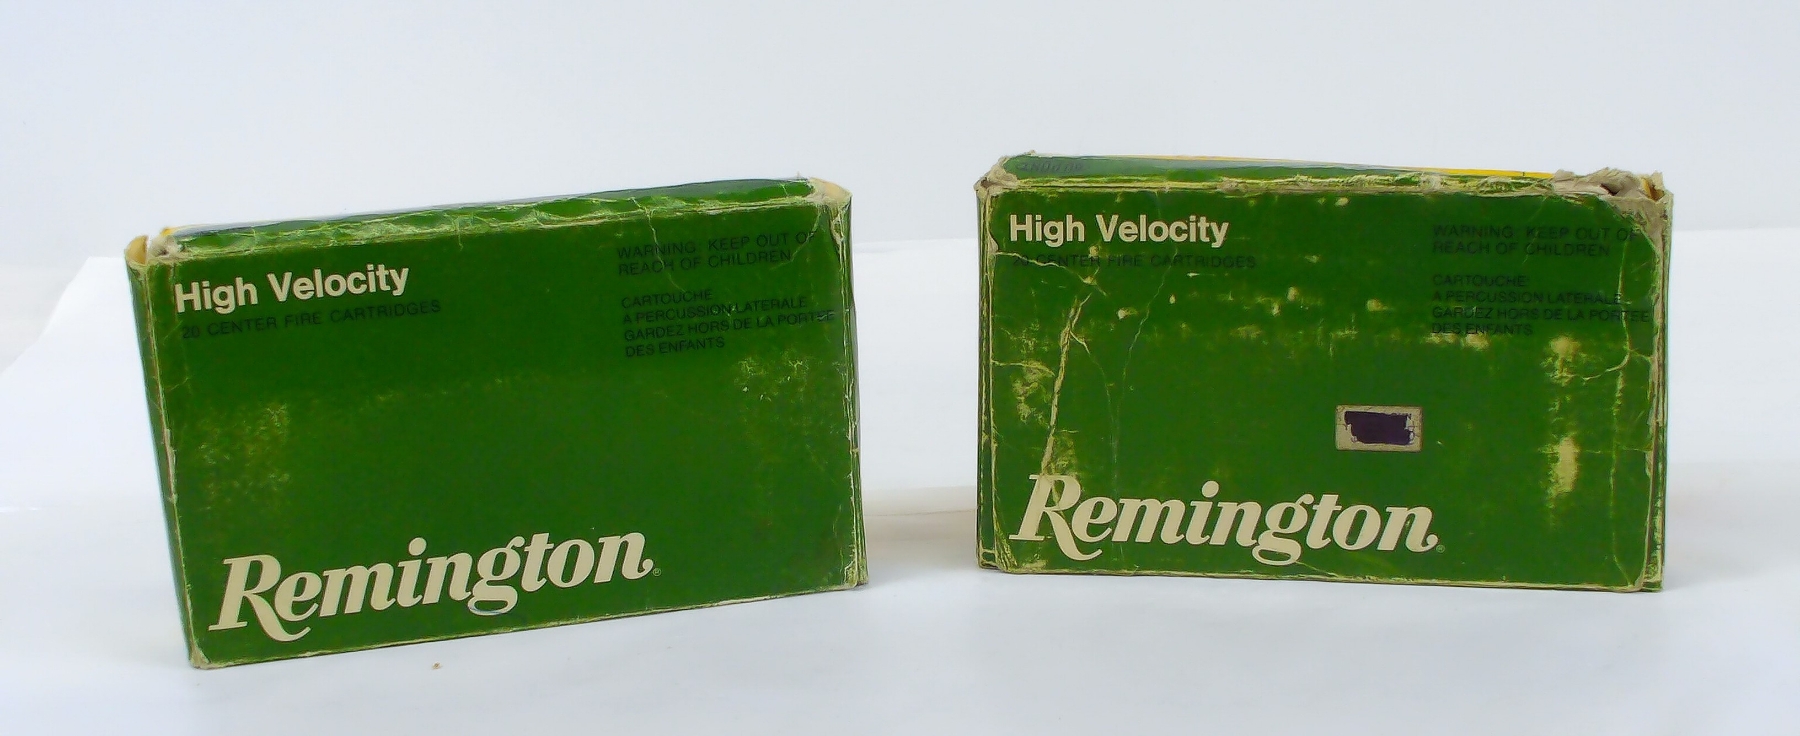 High Velocity
20 CENTER FIRE CARTRIDGES
WARNING: KEEP OUT OF
REACH OF CHILDREN
CARTOUCHE
A PERCUSSION LATERALE
GARDEZ HORS DE LA PORTEE
DES ENFANTS
Remington®
High Velocity
20 CENTER FIRE CARTRIDGES
WARNING: KEEP OUT OF
REACH OF CHILDREN
CARTOUCHE
A PERCUSSION LATERALE
GARDEZ HORS DE LA PORTEE
DES ENFANTS
Remington®